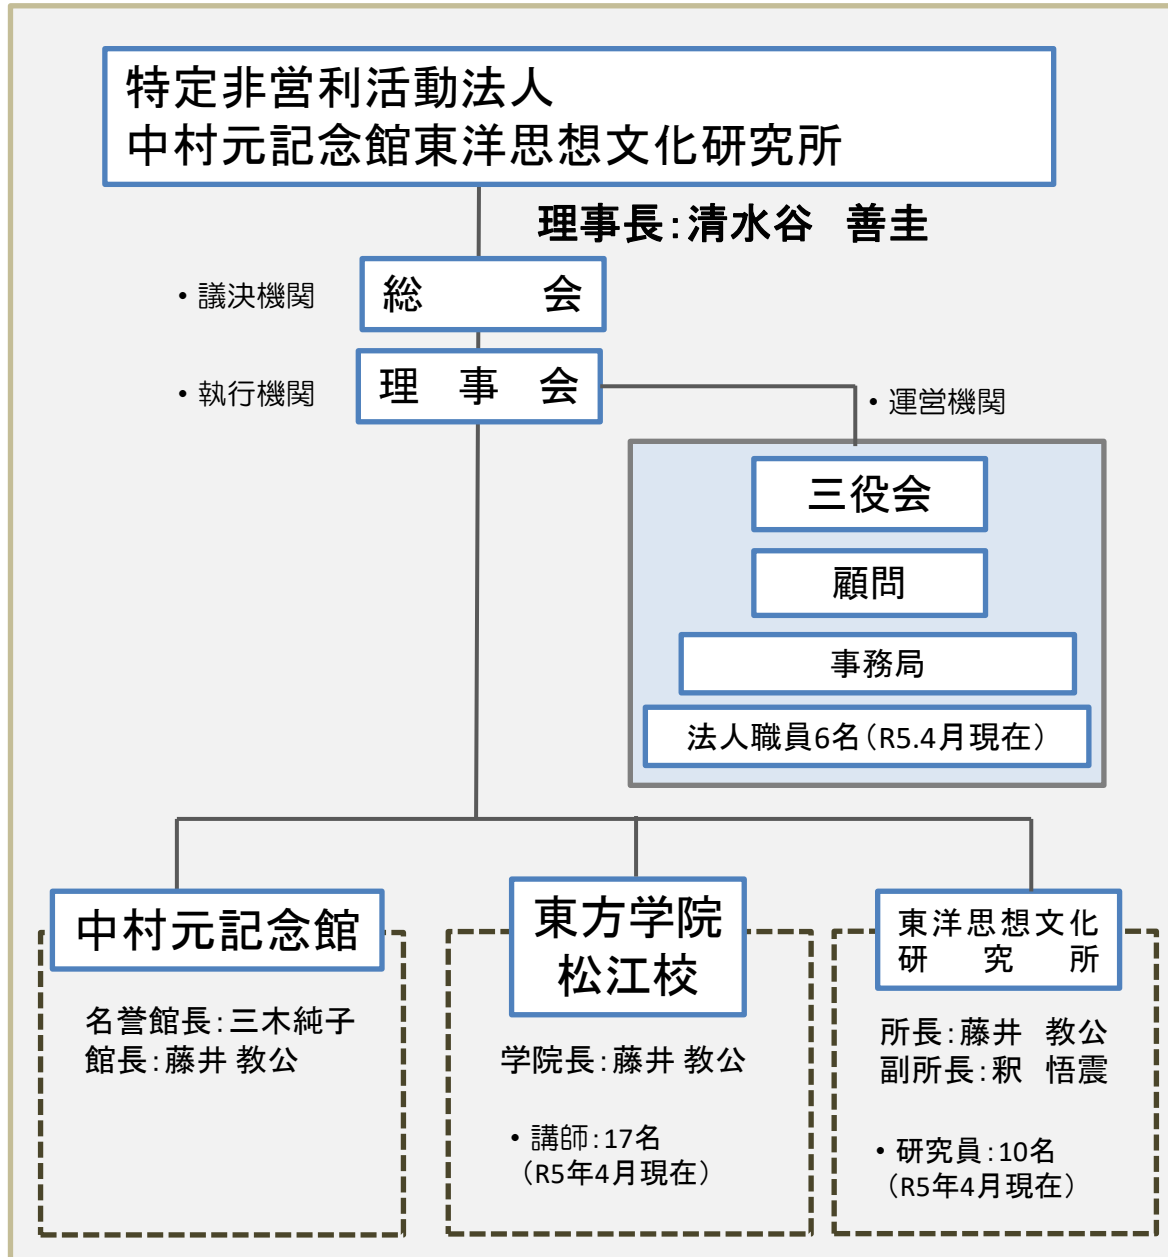 特定非営利活動法人
中村元記念館東洋思想文化研究所
理事長：清水谷　善圭
・議決機関
総　　会
・執行機関
理　事　会
・運営機関
三役会
顧問
事務局
法人職員6名（R5.4月現在）
中村元記念館
名誉館長：三木純子
館長：藤井 教公
東方学院
松江校
学院長：藤井 教公
・講師：17名
（R5年4月現在）
東洋思想文化
研　究　所
所長：藤井　教公
副所長：釈　悟震
・研究員：10名
（R5年4月現在）